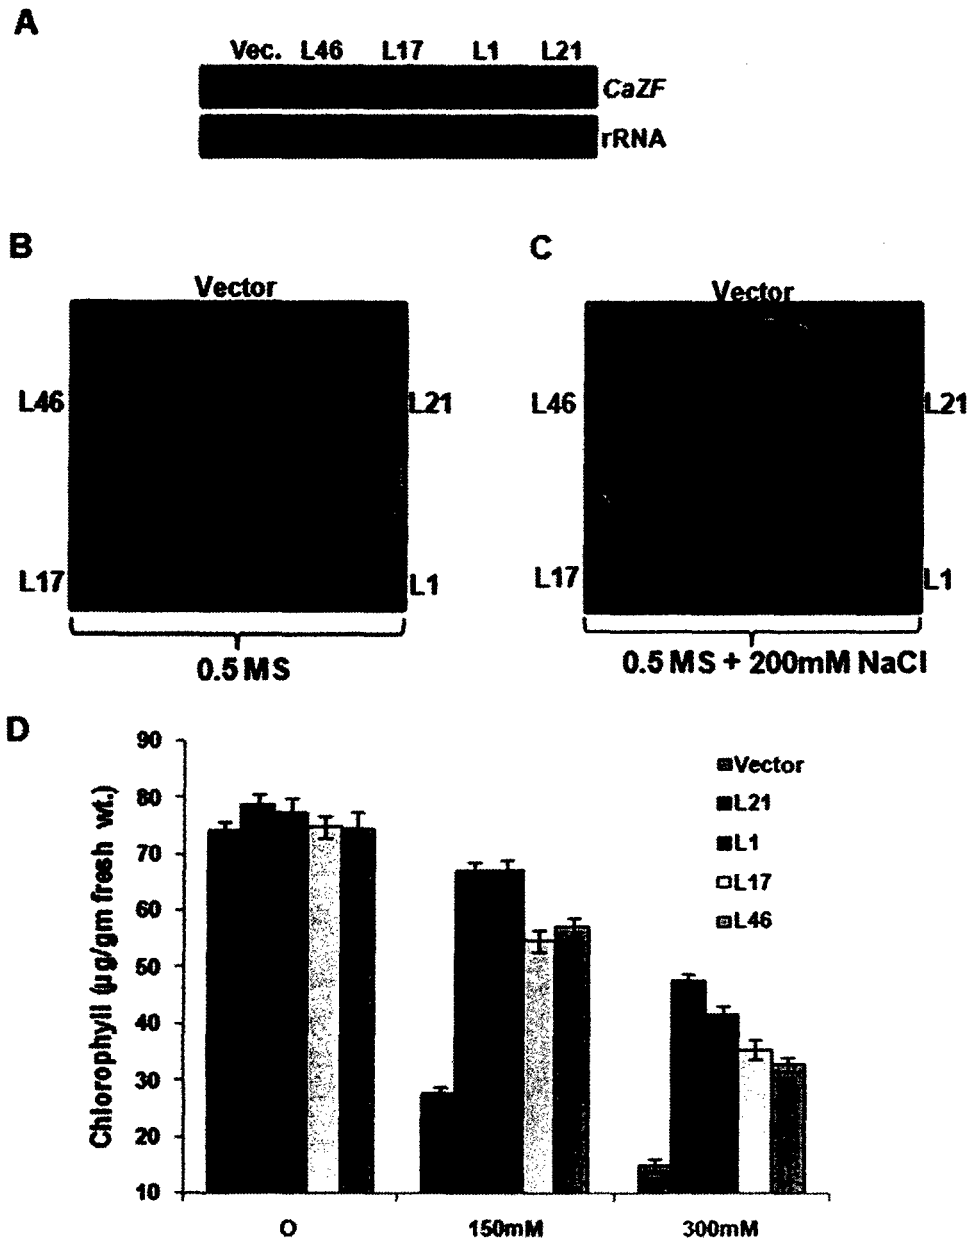 A
Vec. L46 L17 L1 L21
CaZF
rRNA
B
C
Vector
Vector
L46
L21
L46
L21
L17
L1
L17
L1
0.5 MS
0.5 MS + 200mM NaCl
D
Chlorophyll (µg/gm fresh wt.)
90
80
70
60
50
40
30
20
10
Vector
L21
L1
L17
L46
O
150mM
300mM